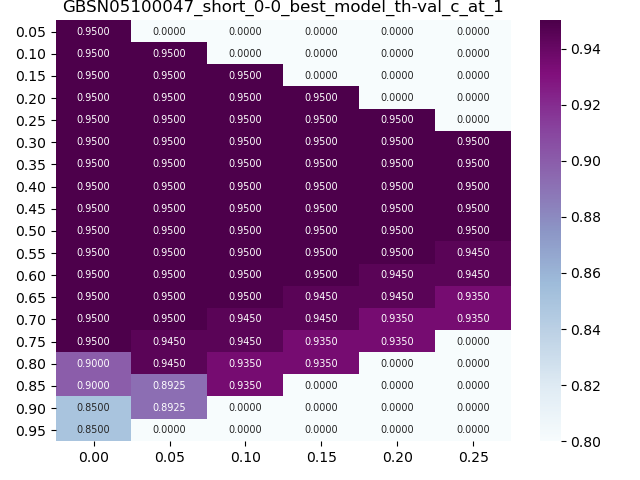 GBSN05100047_short_0-0_best_model_th-val_c_at_1
0.05 0.9500 0.0000 0.0000 0.0000 0.0000 0.0000
0.10 0.9500 0.9500 0.0000 0.0000 0.0000 0.0000
0.15 0.9500 0.9500 0.9500 0.0000 0.0000 0.0000
0.20 0.9500 0.9500 0.9500 0.9500 0.0000 0.0000
0.25 0.9500 0.9500 0.9500 0.9500 0.9500 0.0000
0.30 0.9500 0.9500 0.9500 0.9500 0.9500 0.9500
0.35 0.9500 0.9500 0.9500 0.9500 0.9500 0.9500
0.40 0.9500 0.9500 0.9500 0.9500 0.9500 0.9500
0.45 0.9500 0.9500 0.9500 0.9500 0.9500 0.9500
0.50 0.9500 0.9500 0.9500 0.9500 0.9500 0.9500
0.55 0.9500 0.9500 0.9500 0.9500 0.9500 0.9450
0.60 0.9500 0.9500 0.9500 0.9500 0.9450 0.9450
0.65 0.9500 0.9500 0.9500 0.9450 0.9450 0.9350
0.70 0.9500 0.9500 0.9450 0.9450 0.9350 0.9350
0.75 0.9500 0.9450 0.9450 0.9350 0.9350 0.0000
0.80 0.9000 0.9450 0.9350 0.9350 0.0000 0.0000
0.85 0.9000 0.8925 0.9350 0.0000 0.0000 0.0000
0.90 0.8500 0.8925 0.0000 0.0000 0.0000 0.0000
0.95 0.8500 0.0000 0.0000 0.0000 0.0000 0.0000
0.00 0.05 0.10 0.15 0.20 0.25
0.94
0.92
0.90
0.88
0.86
0.84
0.82
0.80